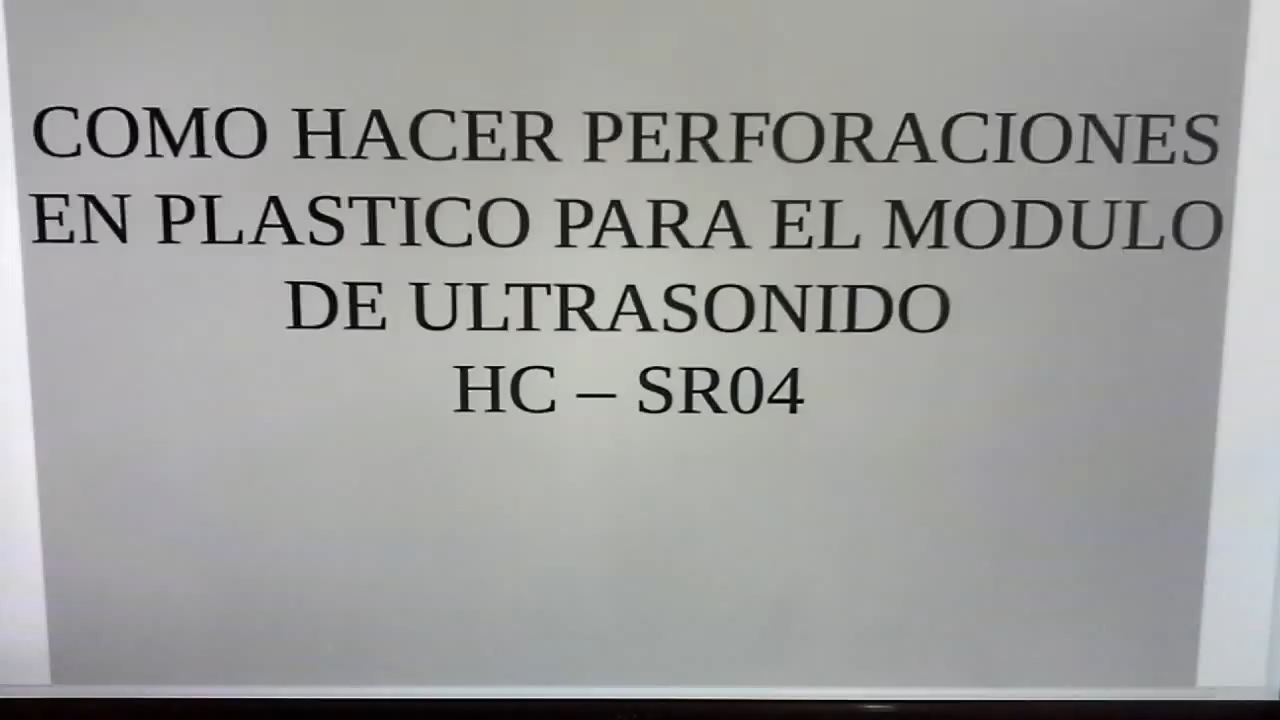 COMO HACER PERFORACIONES
EN PLASTICO PARA EL MODULO
DE ULTRASONIDO
HC – SR04